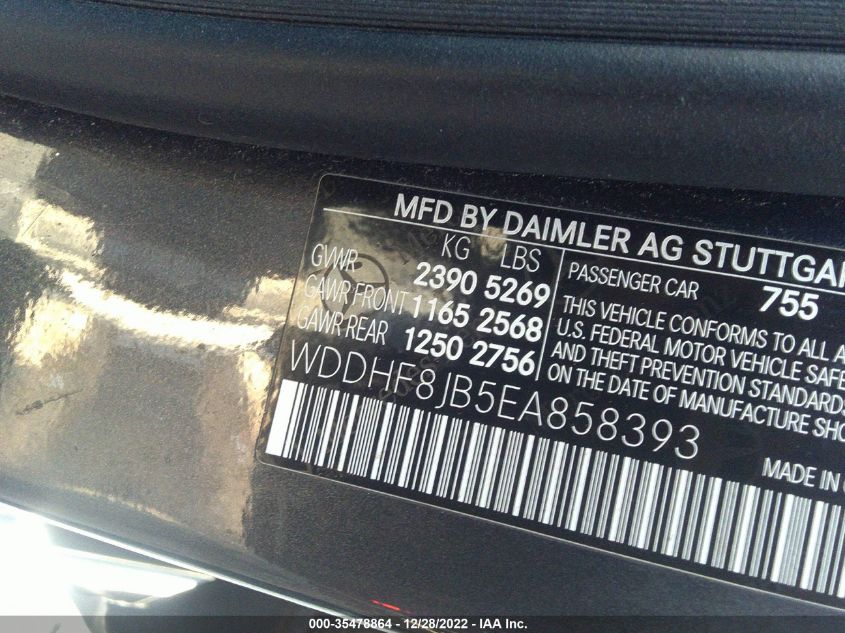 MFD BY DAIMLER AG STUTTGAR
KG LBS
GVWR 2390 5269
GAWR FRONT 1165 2568
GAWR REAR 1250 2756
PASSENGER CAR 755
THIS VEHICLE CONFORMS TO ALL A
U.S. FEDERAL MOTOR VEHICLE SAFE
AND THEFT PREVENTION STANDARDS
ON THE DATE OF MANUFACTURE SHO
WDDHF8JB5EA858393
MADE IN
000-35478864 - 12/28/2022 - IAA Inc.